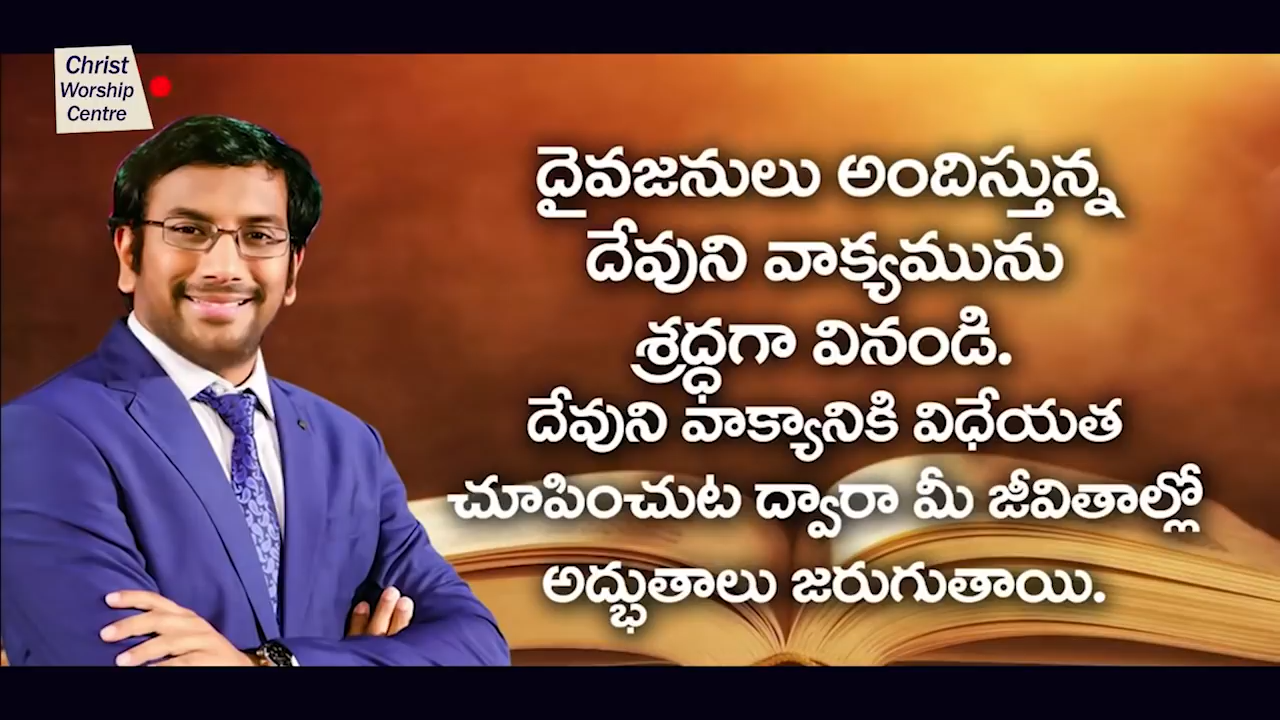 Christ
Worship
Centre
దైవజనులు అందిస్తున్న
దేవుని వాక్యమును
శ్రద్ధగా వినండి.
దేవుని వాక్యానికి విధేయత
చూపించుట ద్వారా మీ జీవితాల్లో
అద్భుతాలు జరుగుతాయి.